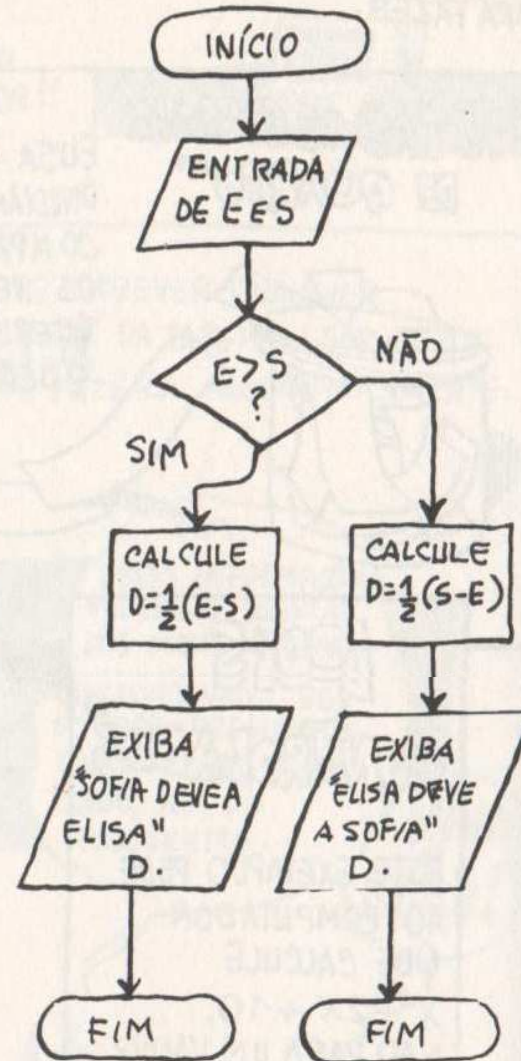 INÍCIO
ENTRADA
DE E E S
E > S
?
NÃO
SIM
CALCULE
D=½(E-S)
CALCULE
D=½(S-E)
EXIBA
"SOFIA DEVE A
ELISA"
D.
EXIBA
"ELISA DEVE
A SOFIA"
D.
FIM
FIM